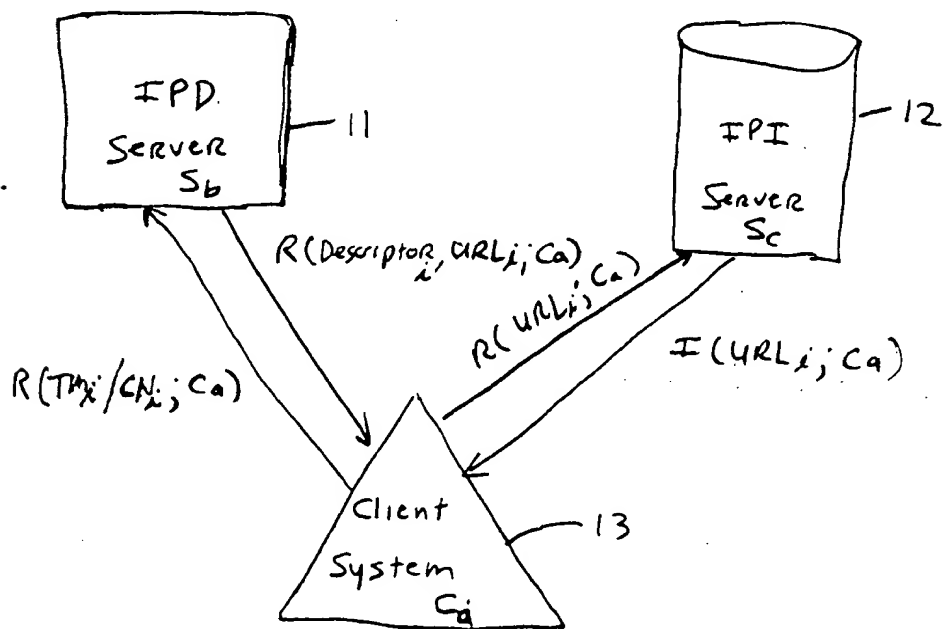 IPD
Server
Sb
11
IPI
Server
Sc
12
R(Descriptori, URLi; Ca)
R(URLi; Ca)
I(URLi; Ca)
R(TMi/CNi; Ca)
Client
System
Ca
13